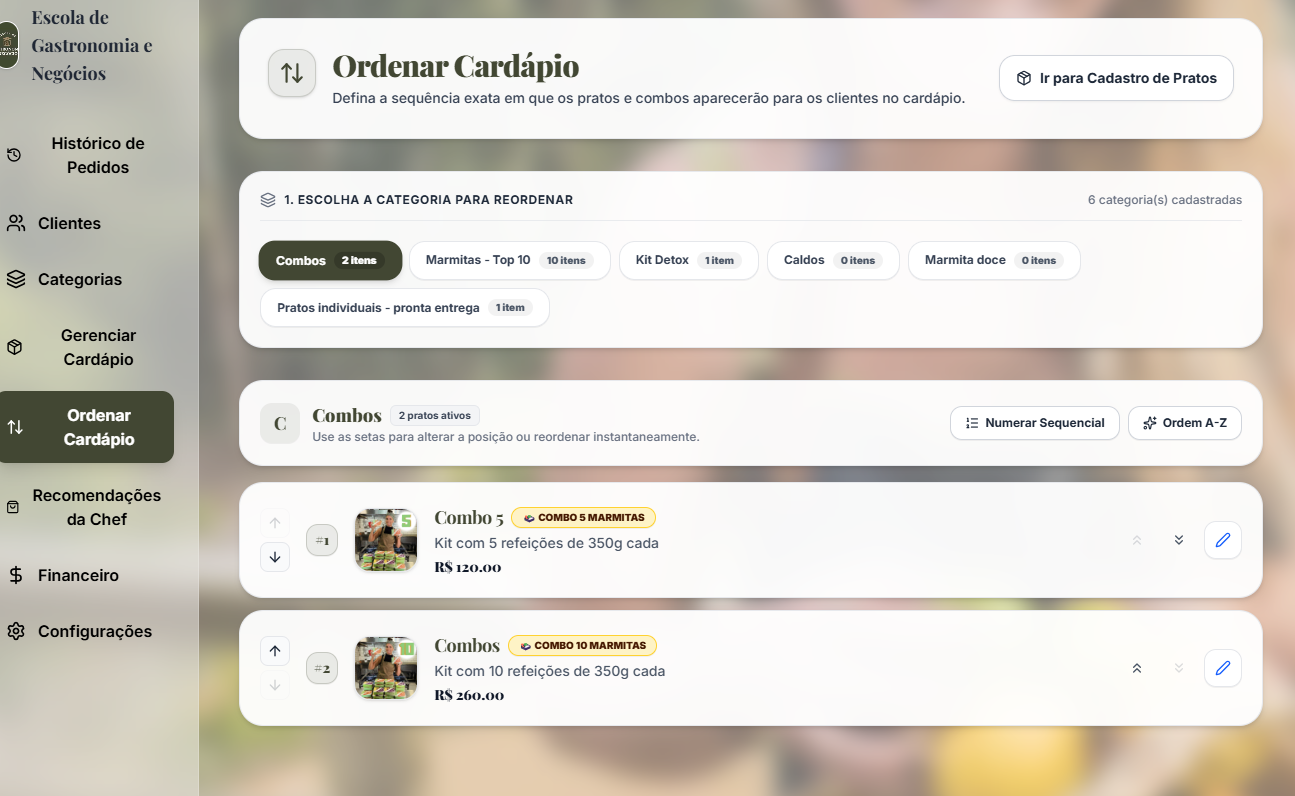 Escola de
Gastronomia e
Negócios
Histórico de
Pedidos
Clientes
Categorias
Gerenciar
Cardápio
Ordenar
Cardápio
Recomendações
da Chef
Financeiro
Configurações
Ordenar Cardápio
Defina a sequência exata em que os pratos e combos aparecerão para os clientes no cardápio.
Ir para Cadastro de Pratos
1. ESCOLHA A CATEGORIA PARA REORDENAR
6 categoria(s) cadastradas
Combos 2 itens
Marmitas - Top 10 10 itens
Kit Detox 1 item
Caldos 0 itens
Marmita doce 0 itens
Pratos individuais - pronta entrega 1 item
C
Combos 2 pratos ativos
Use as setas para alterar a posição ou reordenar instantaneamente.
Numerar Sequencial
Ordem A-Z
#1
5
Combo 5 COMBO 5 MARMITAS
Kit com 5 refeições de 350g cada
R$ 120.00
#2
10
Combos COMBO 10 MARMITAS
Kit com 10 refeições de 350g cada
R$ 260.00